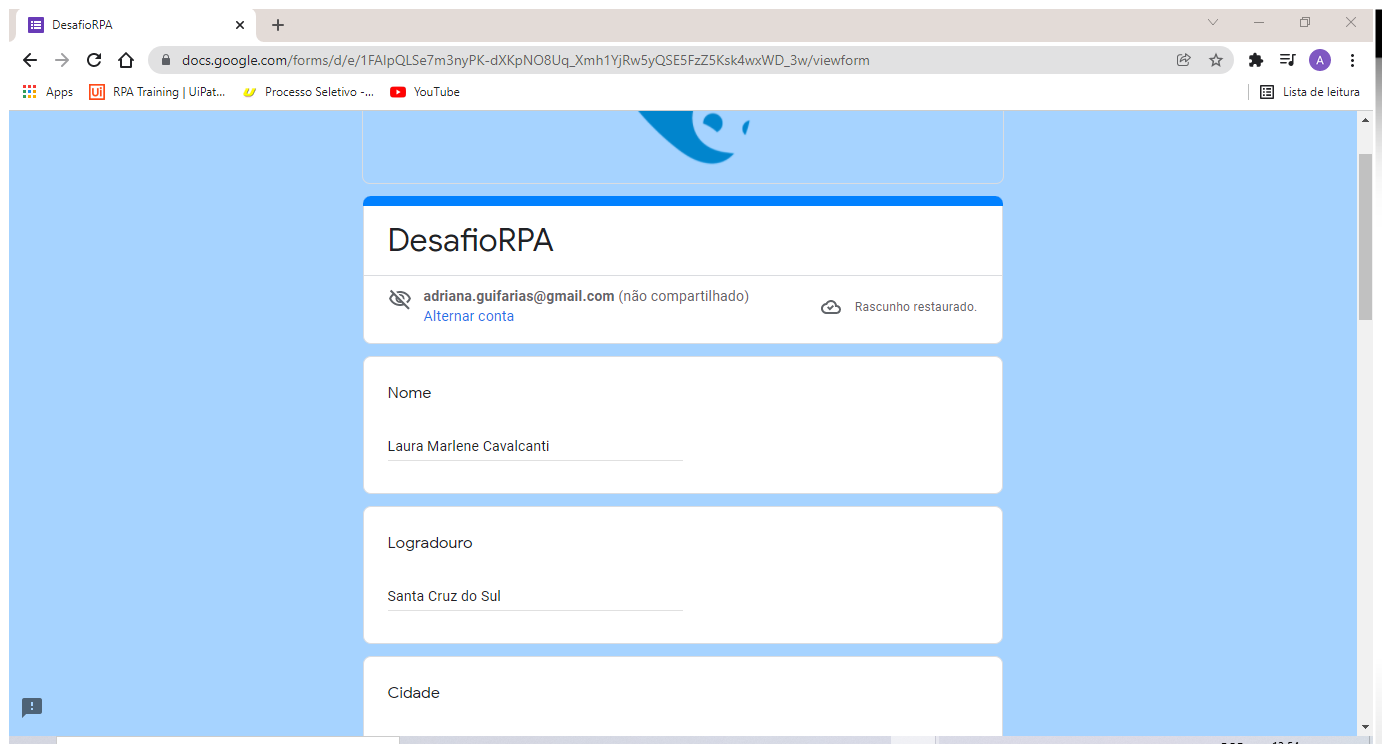 DesafioRPA
docs.google.com/forms/d/e/1FAIpQLSe7m3nyPK-dXKpNO8Uq_Xmh1YjRw5yQSE5FzZ5Ksk4wxWD_3w/viewform
A
Apps
Ui
RPA Training | UiPat...
Processo Seletivo -...
YouTube
Lista de leitura
DesafioRPA
adriana.guifarias@gmail.com (não compartilhado)
Alternar conta
Rascunho restaurado.
Nome
Laura Marlene Cavalcanti
Logradouro
Santa Cruz do Sul
Cidade